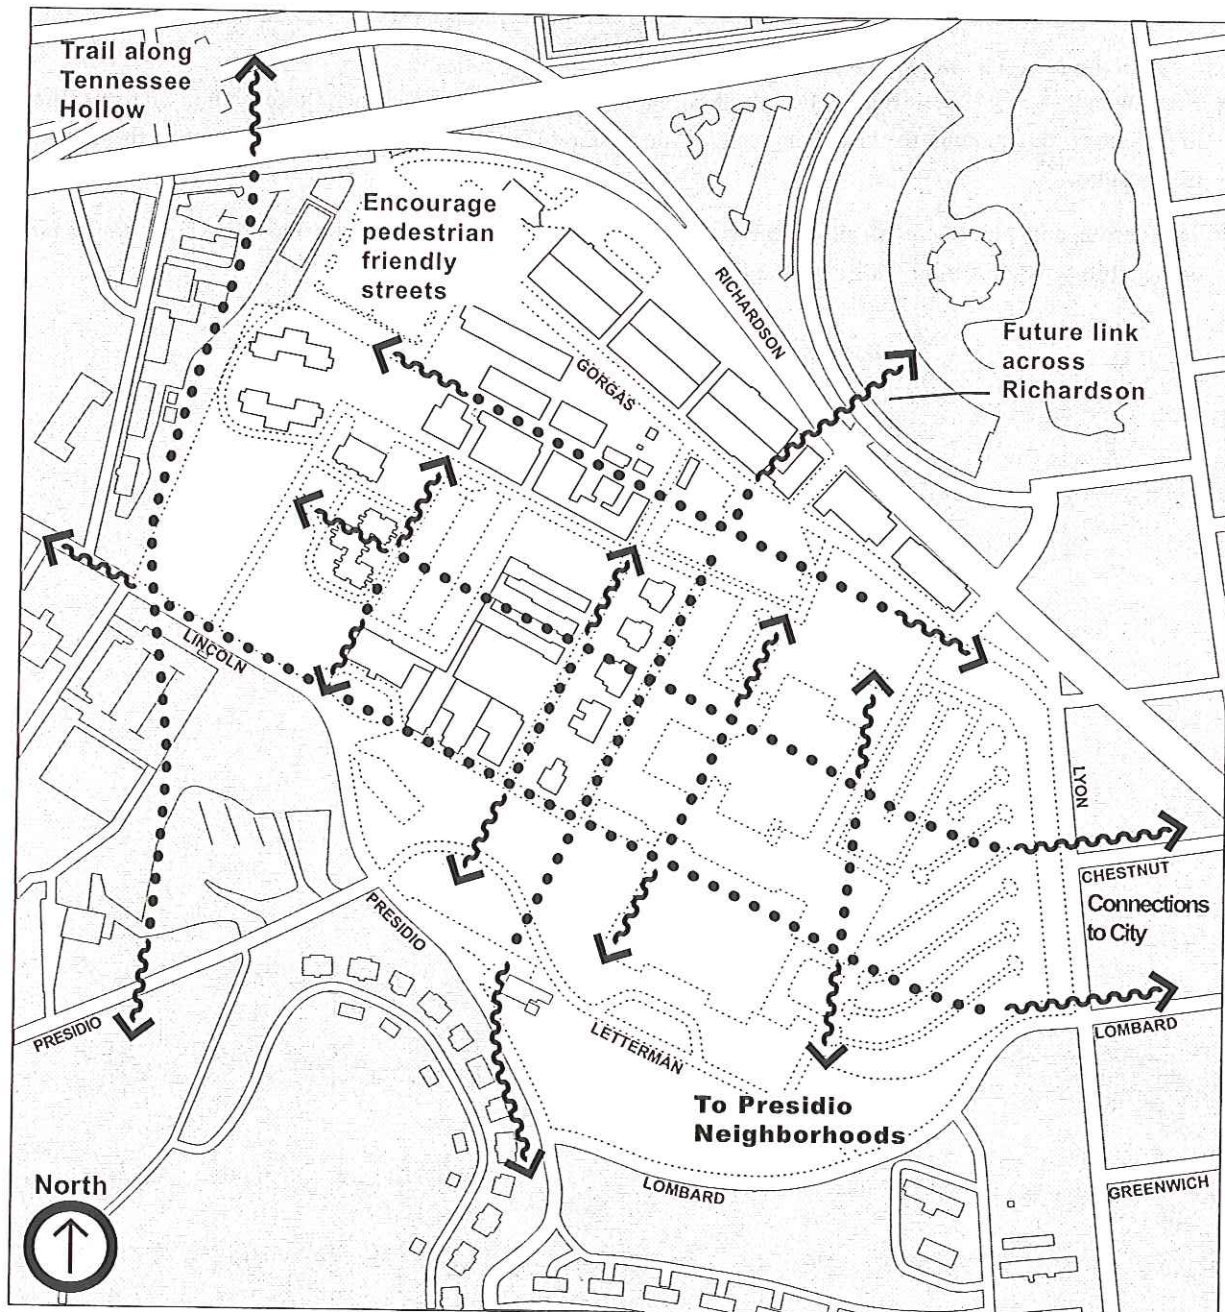 Trail along
Tennessee
Hollow
Encourage
pedestrian
friendly
streets
RICHARDSON
GORGAS
Future link
across
Richardson
LINCOLN
LYON
CHESTNUT
Connections
to City
PRESIDIO
PRESIDIO
LOMBARD
LETTERMAN
To Presidio
Neighborhoods
LOMBARD
GREENWICH
North